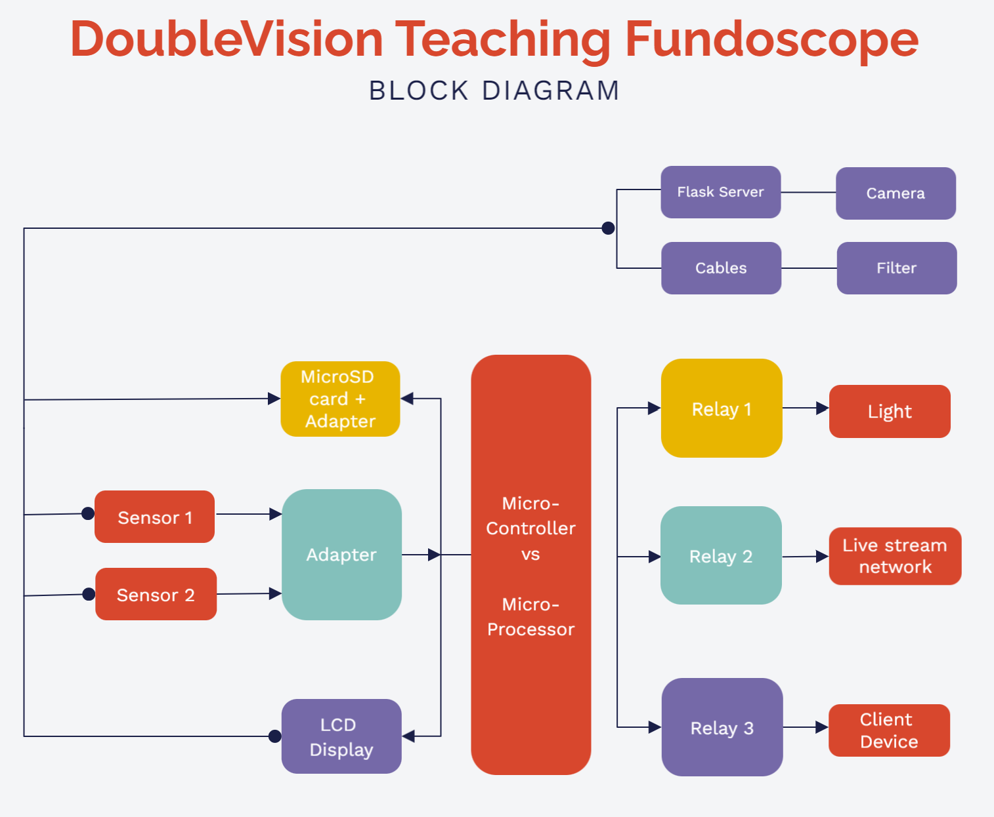 DoubleVision Teaching Fundoscope
BLOCK DIAGRAM
Flask Server
Camera
Cables
Filter
MicroSD
card +
Adapter
Sensor 1
Sensor 2
Adapter
LCD
Display
Micro-
Controller
vs
Micro-
Processor
Relay 1
Light
Relay 2
Live stream
network
Relay 3
Client
Device